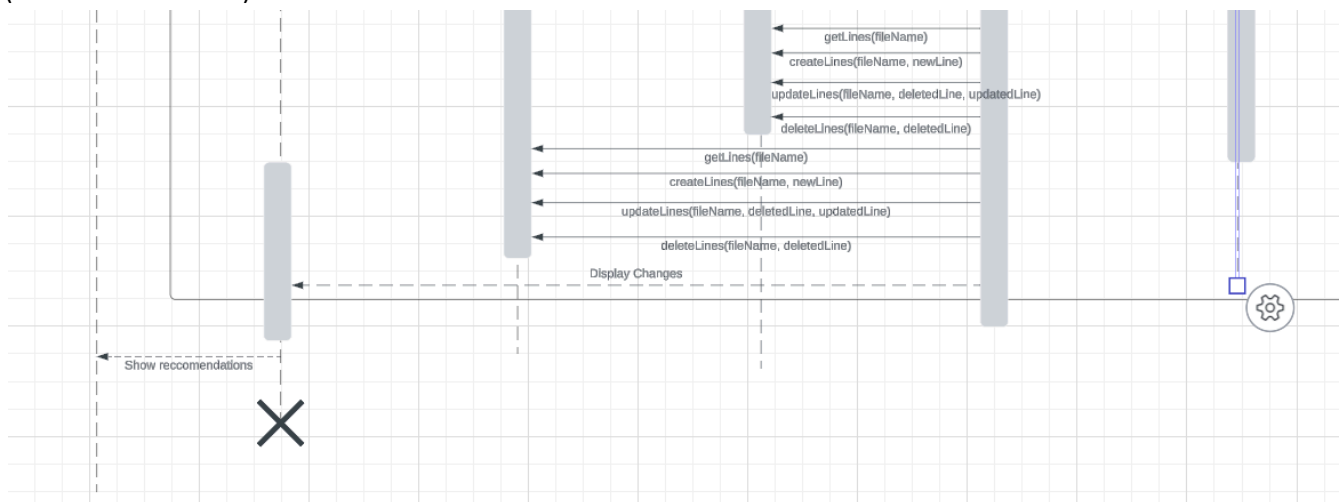 getLines(fileName)
createLines(fileName, newLine)
updateLines(fileName, deletedLine, updatedLine)
deleteLines(fileName, deletedLine)
getLines(fileName)
createLines(fileName, newLine)
updateLines(fileName, deletedLine, updatedLine)
deleteLines(fileName, deletedLine)
Display Changes
Show reccomendations